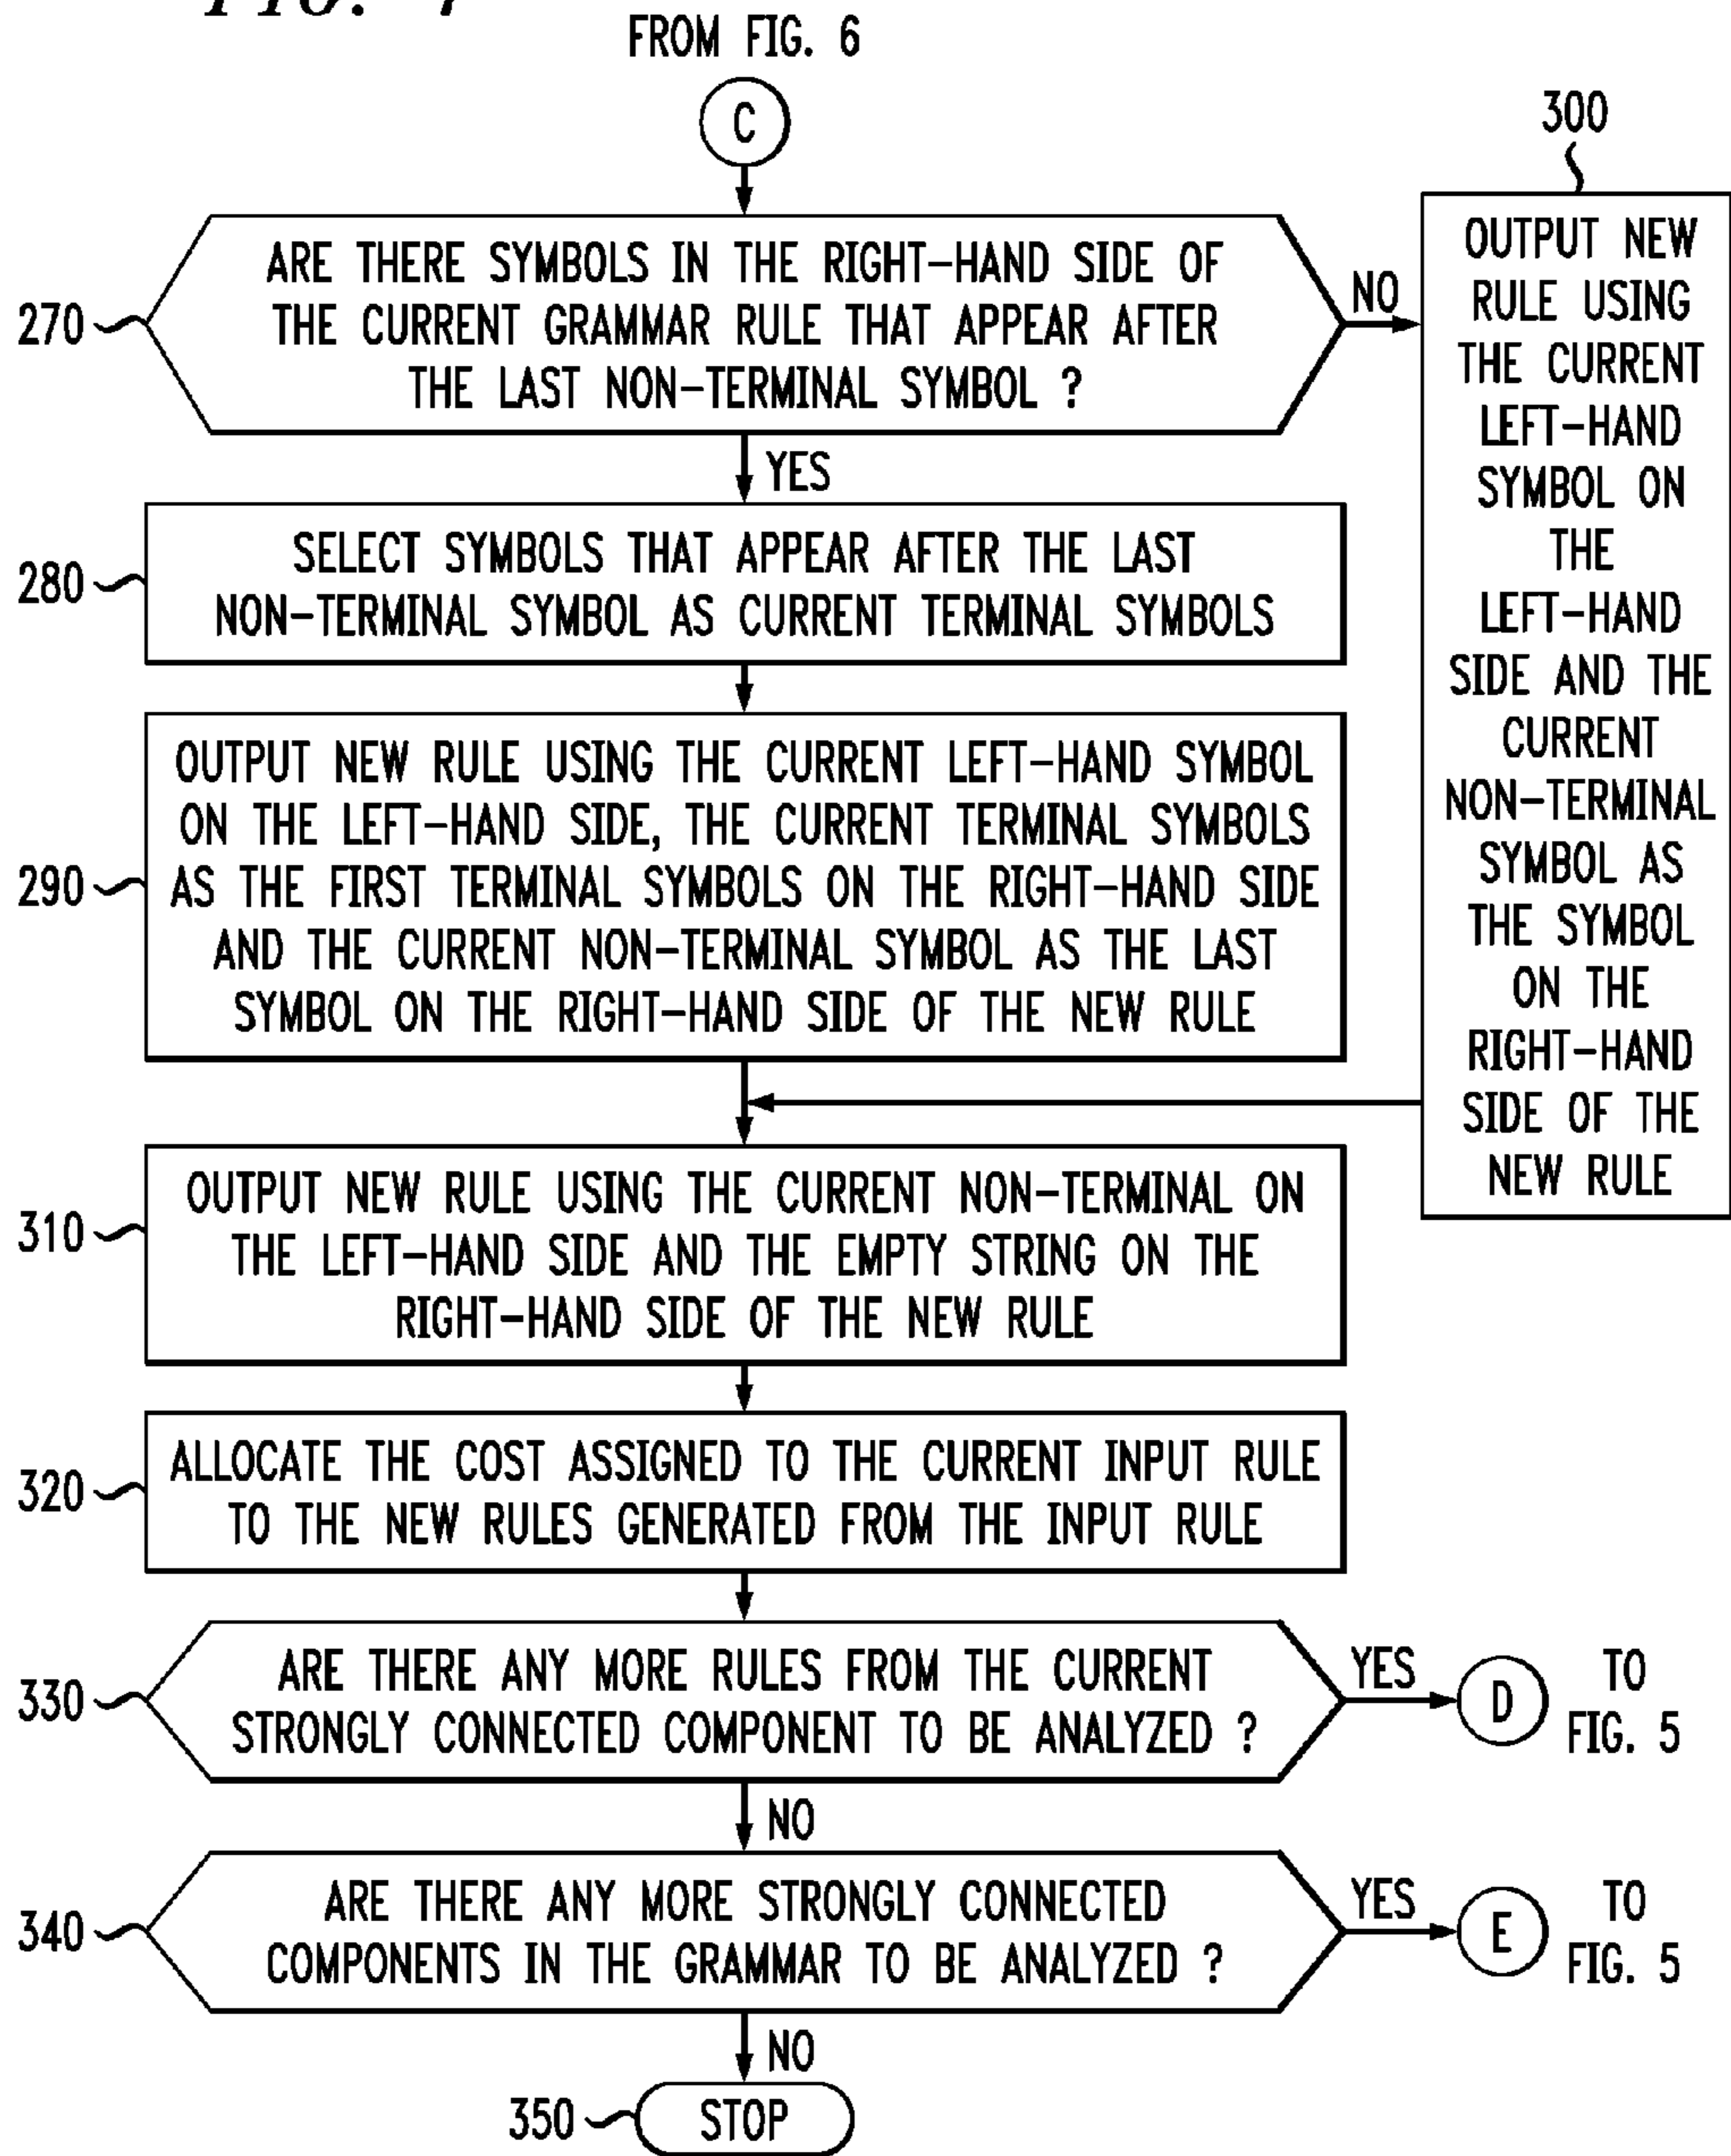 FROM FIG. 6
C
300
270
ARE THERE SYMBOLS IN THE RIGHT-HAND SIDE OF
THE CURRENT GRAMMAR RULE THAT APPEAR AFTER
THE LAST NON-TERMINAL SYMBOL ?
NO
YES
OUTPUT NEW
RULE USING
THE CURRENT
LEFT-HAND
SYMBOL ON
THE
LEFT-HAND
SIDE AND THE
CURRENT
NON-TERMINAL
SYMBOL AS
THE SYMBOL
ON THE
RIGHT-HAND
SIDE OF THE
NEW RULE
280
SELECT SYMBOLS THAT APPEAR AFTER THE LAST
NON-TERMINAL SYMBOL AS CURRENT TERMINAL SYMBOLS
290
OUTPUT NEW RULE USING THE CURRENT LEFT-HAND SYMBOL
ON THE LEFT-HAND SIDE, THE CURRENT TERMINAL SYMBOLS
AS THE FIRST TERMINAL SYMBOLS ON THE RIGHT-HAND SIDE
AND THE CURRENT NON-TERMINAL SYMBOL AS THE LAST
SYMBOL ON THE RIGHT-HAND SIDE OF THE NEW RULE
310
OUTPUT NEW RULE USING THE CURRENT NON-TERMINAL ON
THE LEFT-HAND SIDE AND THE EMPTY STRING ON THE
RIGHT-HAND SIDE OF THE NEW RULE
320
ALLOCATE THE COST ASSIGNED TO THE CURRENT INPUT RULE
TO THE NEW RULES GENERATED FROM THE INPUT RULE
330
ARE THERE ANY MORE RULES FROM THE CURRENT
STRONGLY CONNECTED COMPONENT TO BE ANALYZED ?
YES
D
TO
FIG. 5
NO
340
ARE THERE ANY MORE STRONGLY CONNECTED
COMPONENTS IN THE GRAMMAR TO BE ANALYZED ?
YES
E
TO
FIG. 5
NO
350
STOP